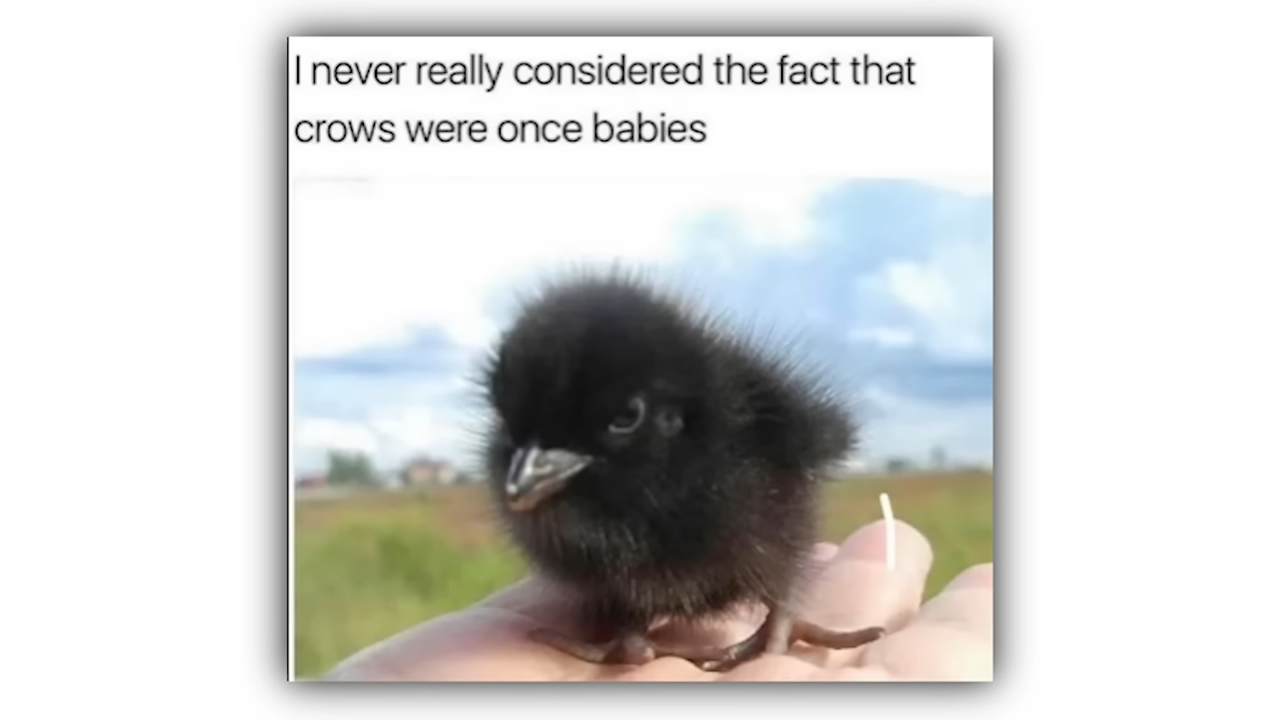 I never really considered the fact that
crows were once babies